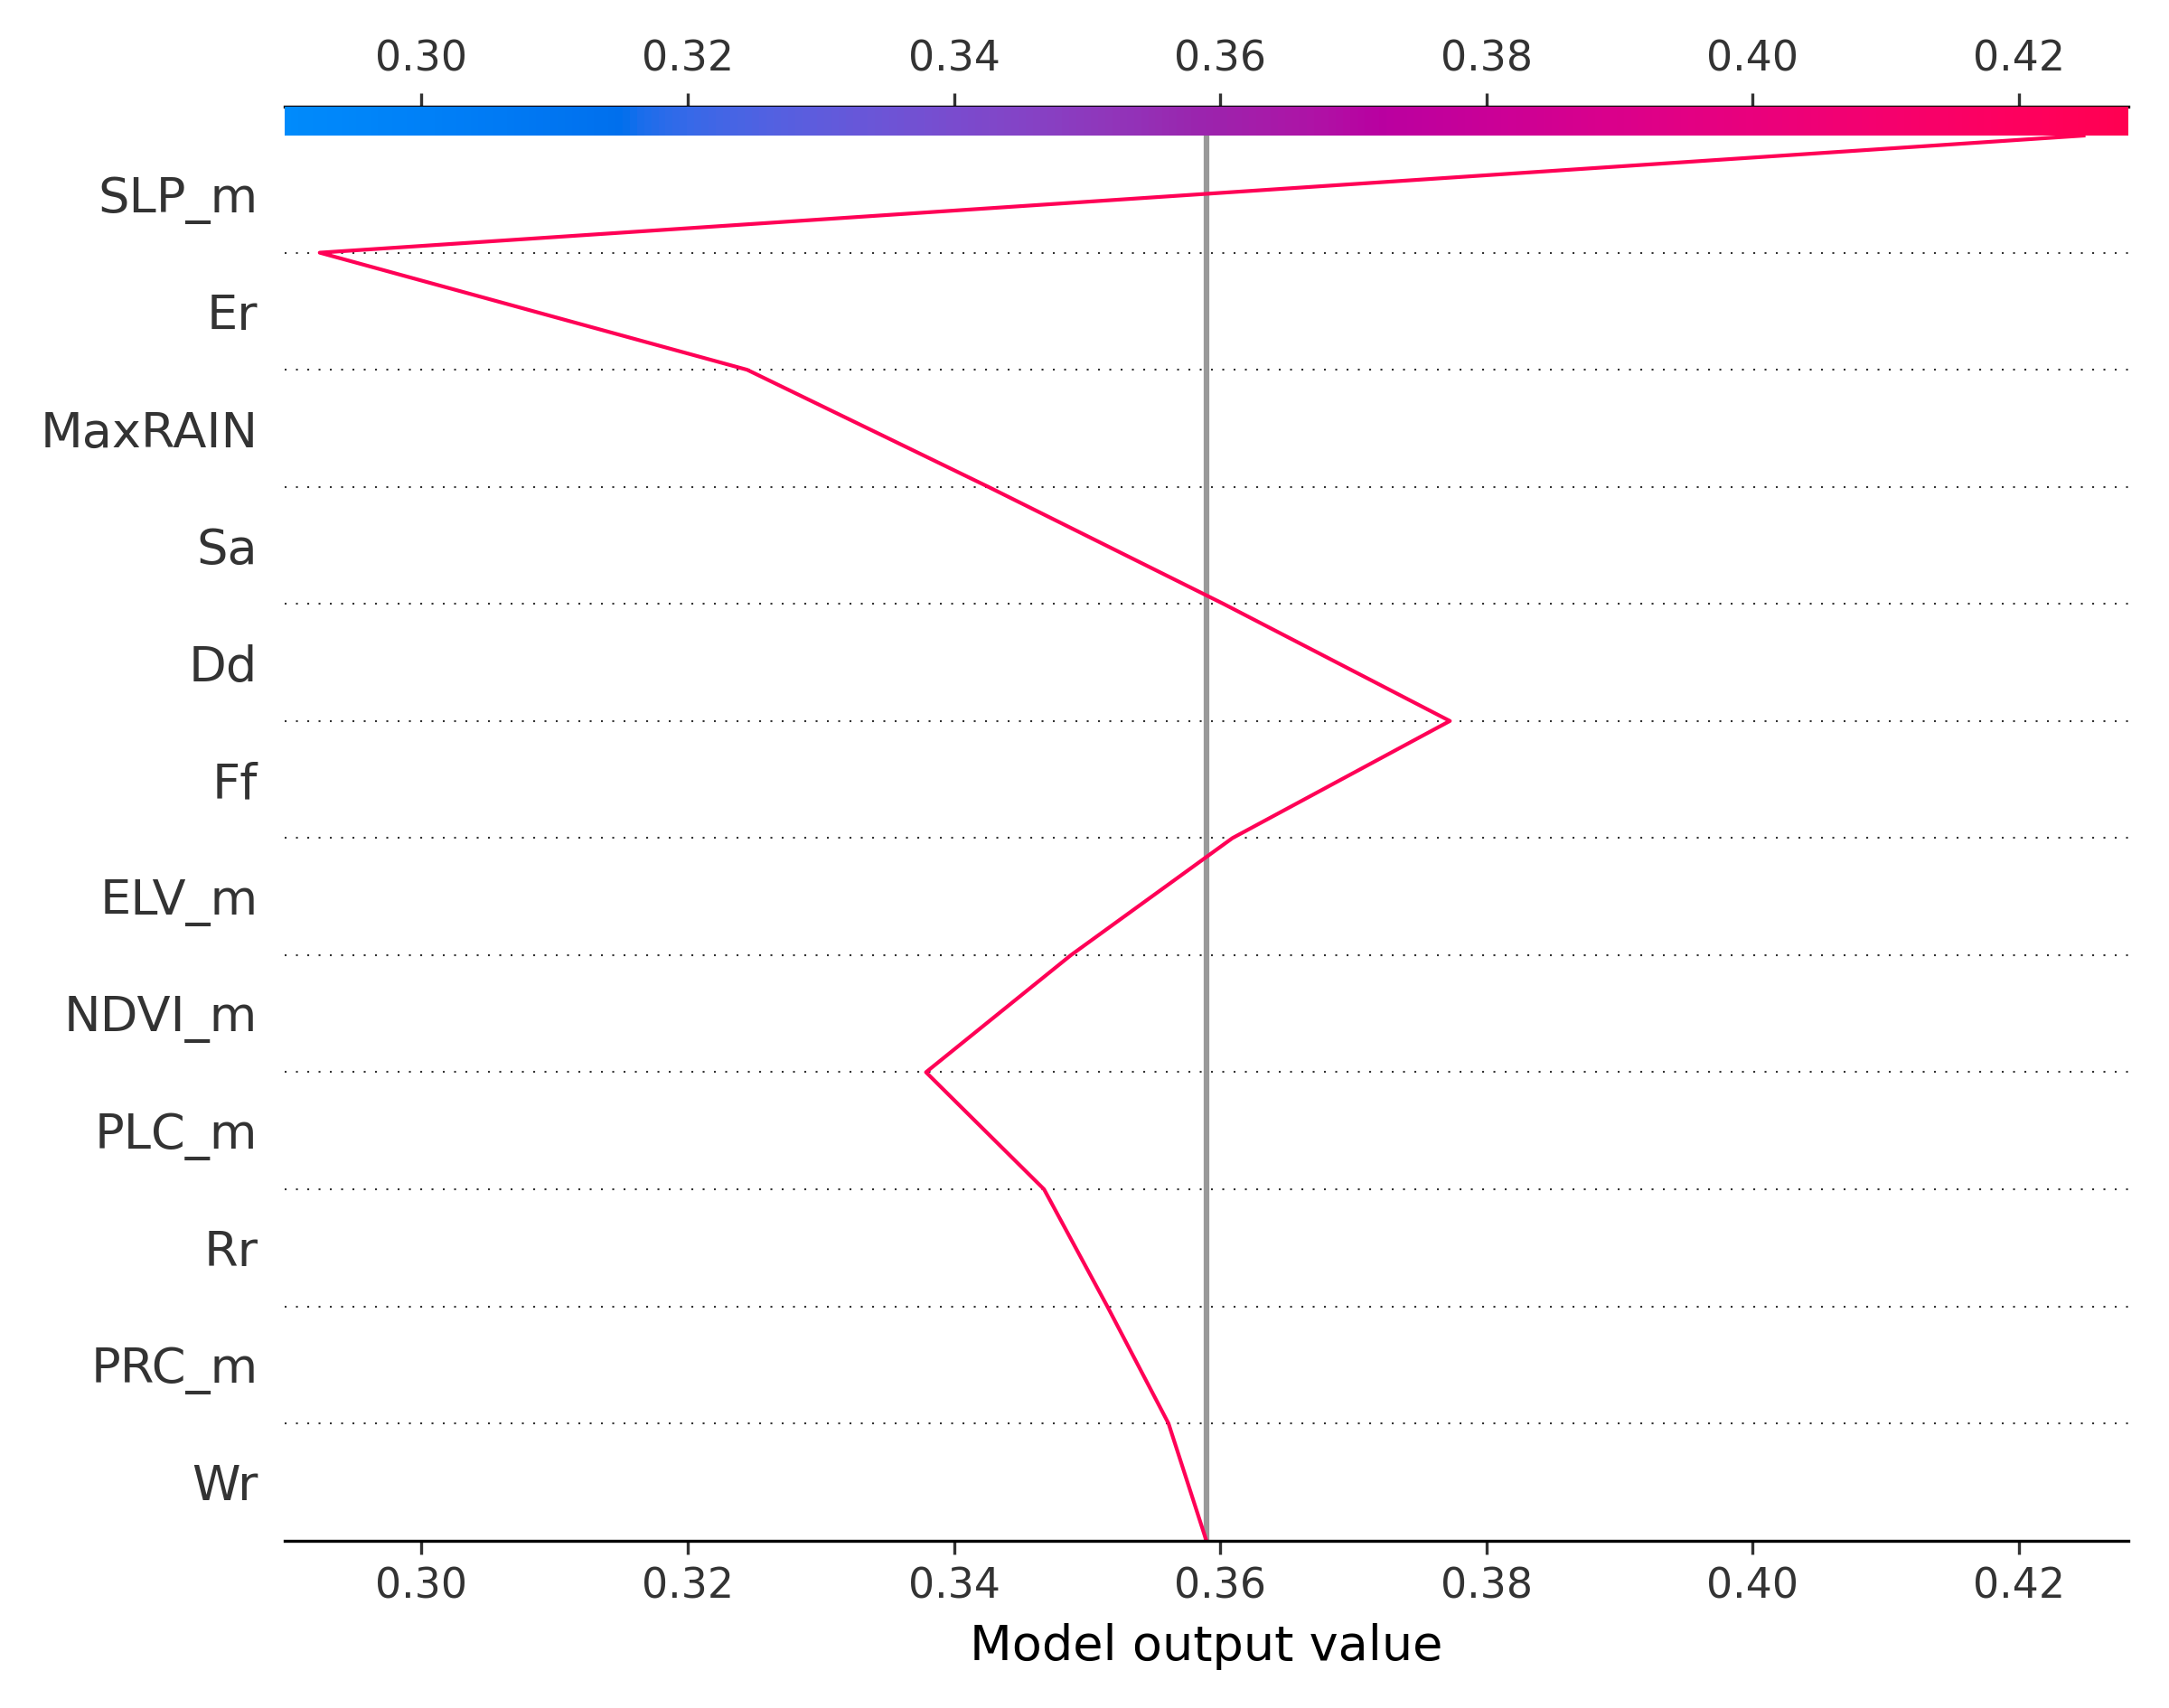 0.30 0.32 0.34 0.36 0.38 0.40 0.42
SLP_m
Er
MaxRAIN
Sa
Dd
Ff
ELV_m
NDVI_m
PLC_m
Rr
PRC_m
Wr
0.30 0.32 0.34 0.36 0.38 0.40 0.42
Model output value